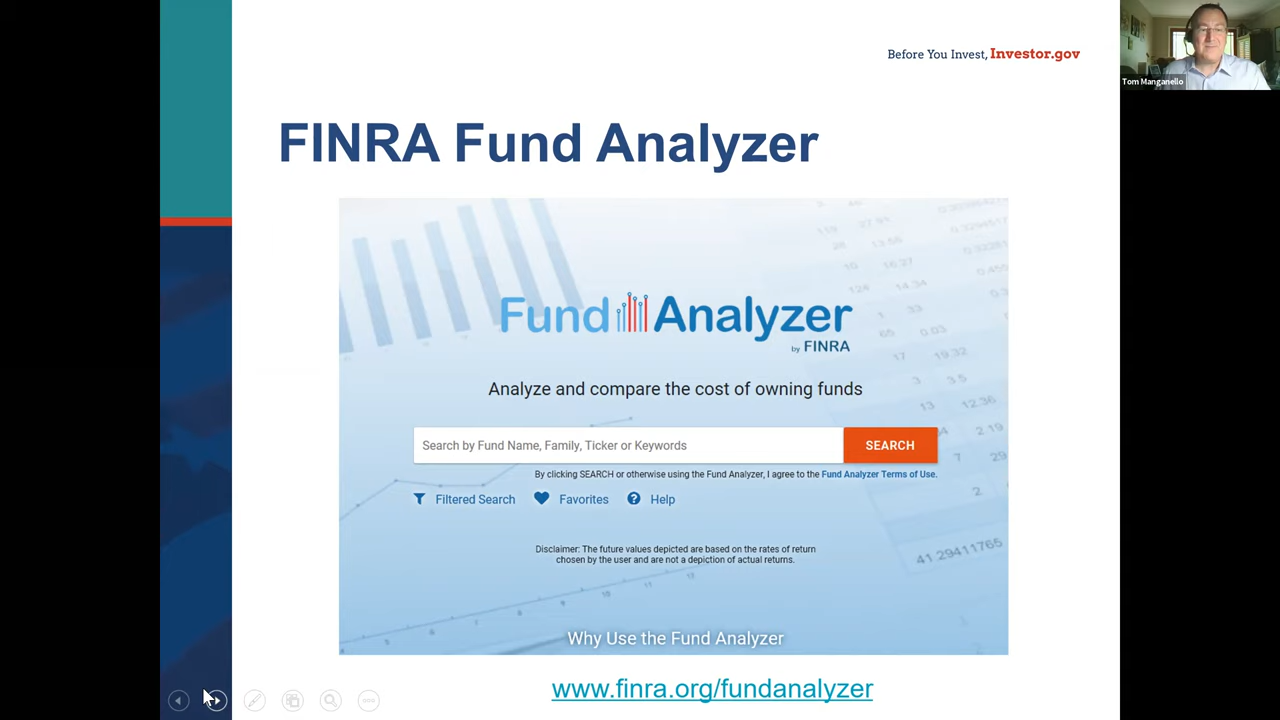 Before You Invest, Investor.gov
Tom Manganello
FINRA Fund Analyzer
Fund Analyzer
by FINRA
Analyze and compare the cost of owning funds
Search by Fund Name, Family, Ticker or Keywords
SEARCH
By clicking SEARCH or otherwise using the Fund Analyzer, I agree to the Fund Analyzer Terms of Use.
Filtered Search Favorites Help
Disclaimer: The future values depicted are based on the rates of return
chosen by the user and are not a depiction of actual returns.
Why Use the Fund Analyzer
www.finra.org/fundanalyzer
41.29411765